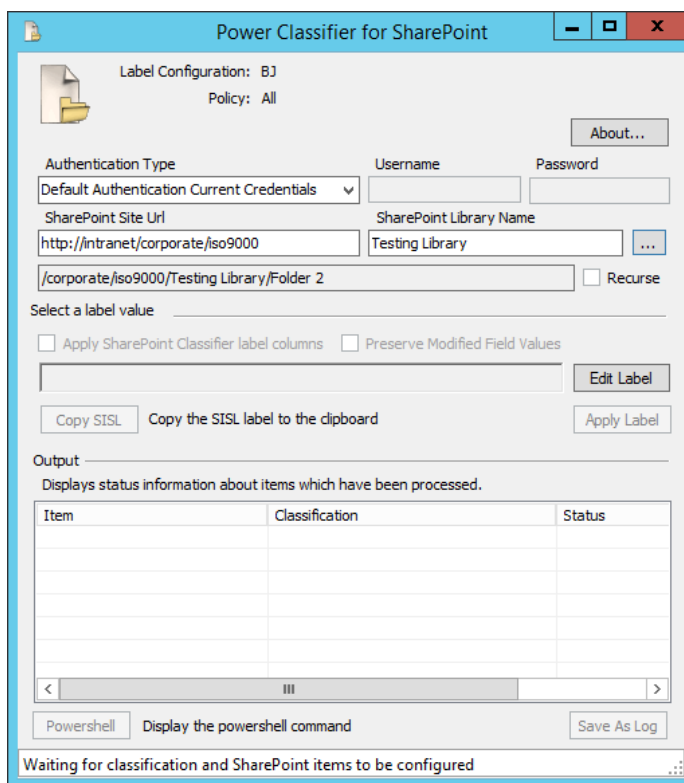 Power Classifier for SharePoint
Label Configuration: BJ
Policy: All
About...
Authentication Type Username Password
Default Authentication Current Credentials
SharePoint Site Url SharePoint Library Name
http://intranet/corporate/iso9000 Testing Library ...
/corporate/iso9000/Testing Library/Folder 2 Recurse
Select a label value
Apply SharePoint Classifier label columns Preserve Modified Field Values
Edit Label
Copy SISL Copy the SISL label to the clipboard Apply Label
Output
Displays status information about items which have been processed.
Item Classification Status
Powershell Display the powershell command Save As Log
Waiting for classification and SharePoint items to be configured